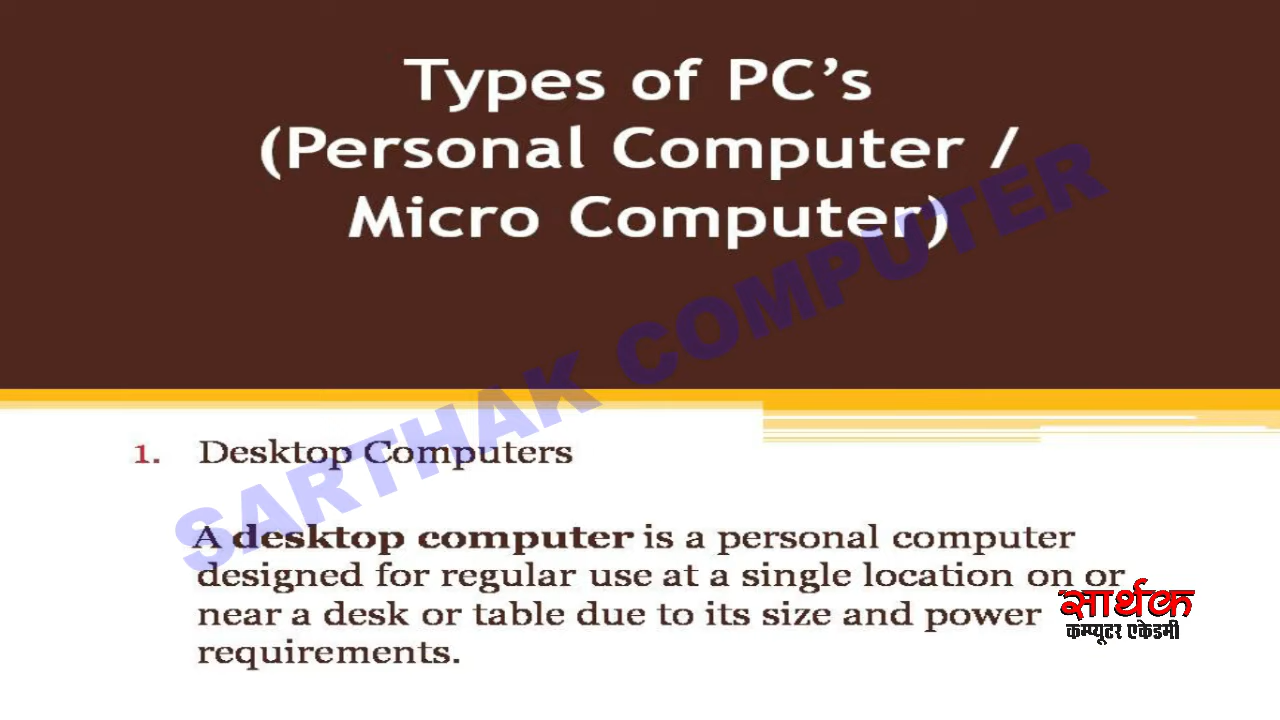 Types of PC’s
(Personal Computer /
Micro Computer)
SARTHAK COMPUTER
1. Desktop Computers
A desktop computer is a personal computer
designed for regular use at a single location on or
near a desk or table due to its size and power
requirements.
सार्थक
कम्प्यूटर एकेडमी